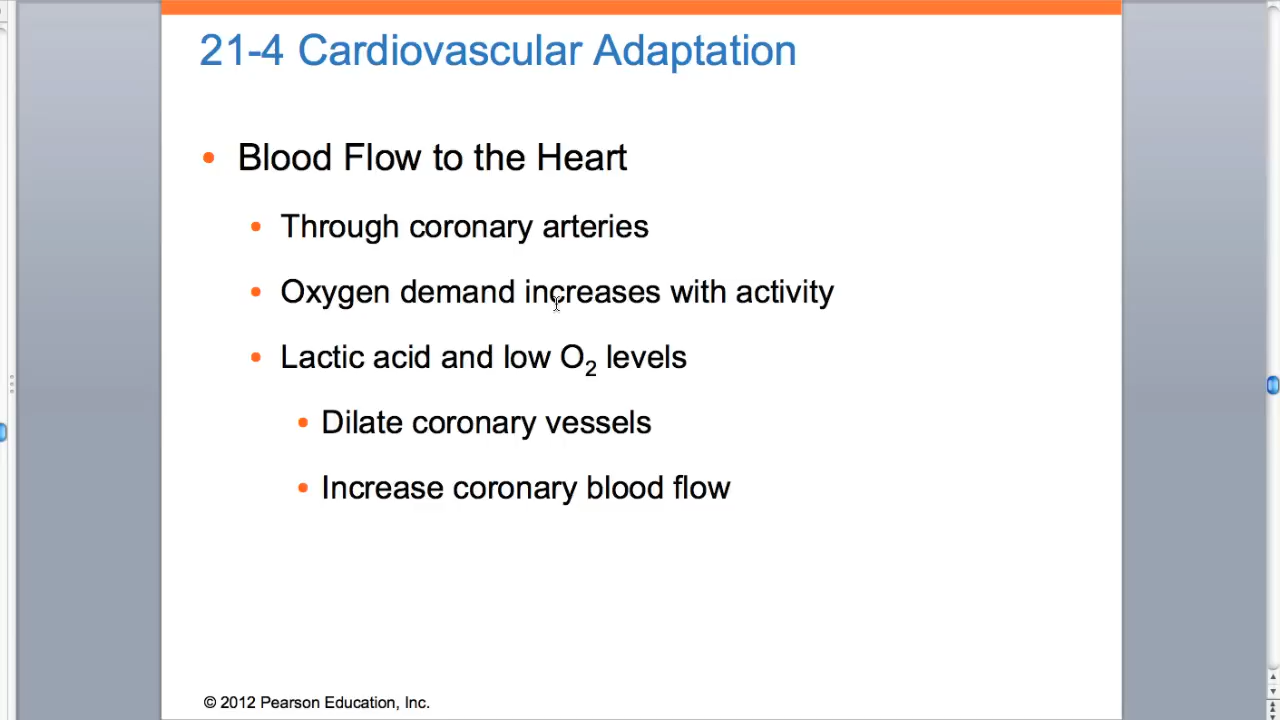 21-4 Cardiovascular Adaptation
• Blood Flow to the Heart
• Through coronary arteries
• Oxygen demand increases with activity
• Lactic acid and low O₂ levels
• Dilate coronary vessels
• Increase coronary blood flow
© 2012 Pearson Education, Inc.